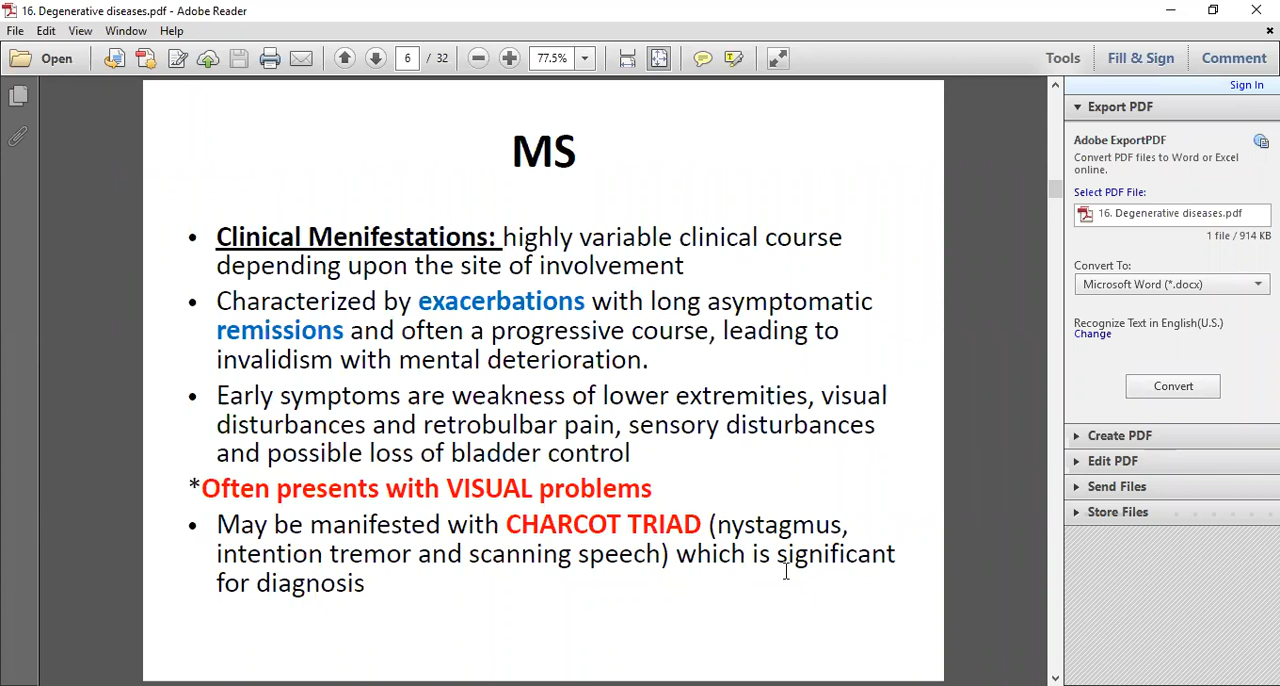 16. Degenerative diseases.pdf - Adobe Reader
File Edit View Window Help
Open 6 / 32 77.5% Tools Fill & Sign Comment
Sign In
MS
• Clinical Menifestations: highly variable clinical course
depending upon the site of involvement
• Characterized by exacerbations with long asymptomatic
remissions and often a progressive course, leading to
invalidism with mental deterioration.
• Early symptoms are weakness of lower extremities, visual
disturbances and retrobulbar pain, sensory disturbances
and possible loss of bladder control
*Often presents with VISUAL problems
• May be manifested with CHARCOT TRIAD (nystagmus,
intention tremor and scanning speech) which is significant
for diagnosis
Export PDF
Adobe ExportPDF
Convert PDF files to Word or Excel
online.
Select PDF File:
16. Degenerative diseases.pdf
1 file / 914 KB
Convert To:
Microsoft Word (*.docx)
Recognize Text in English(U.S.)
Change
Convert
Create PDF
Edit PDF
Send Files
Store Files